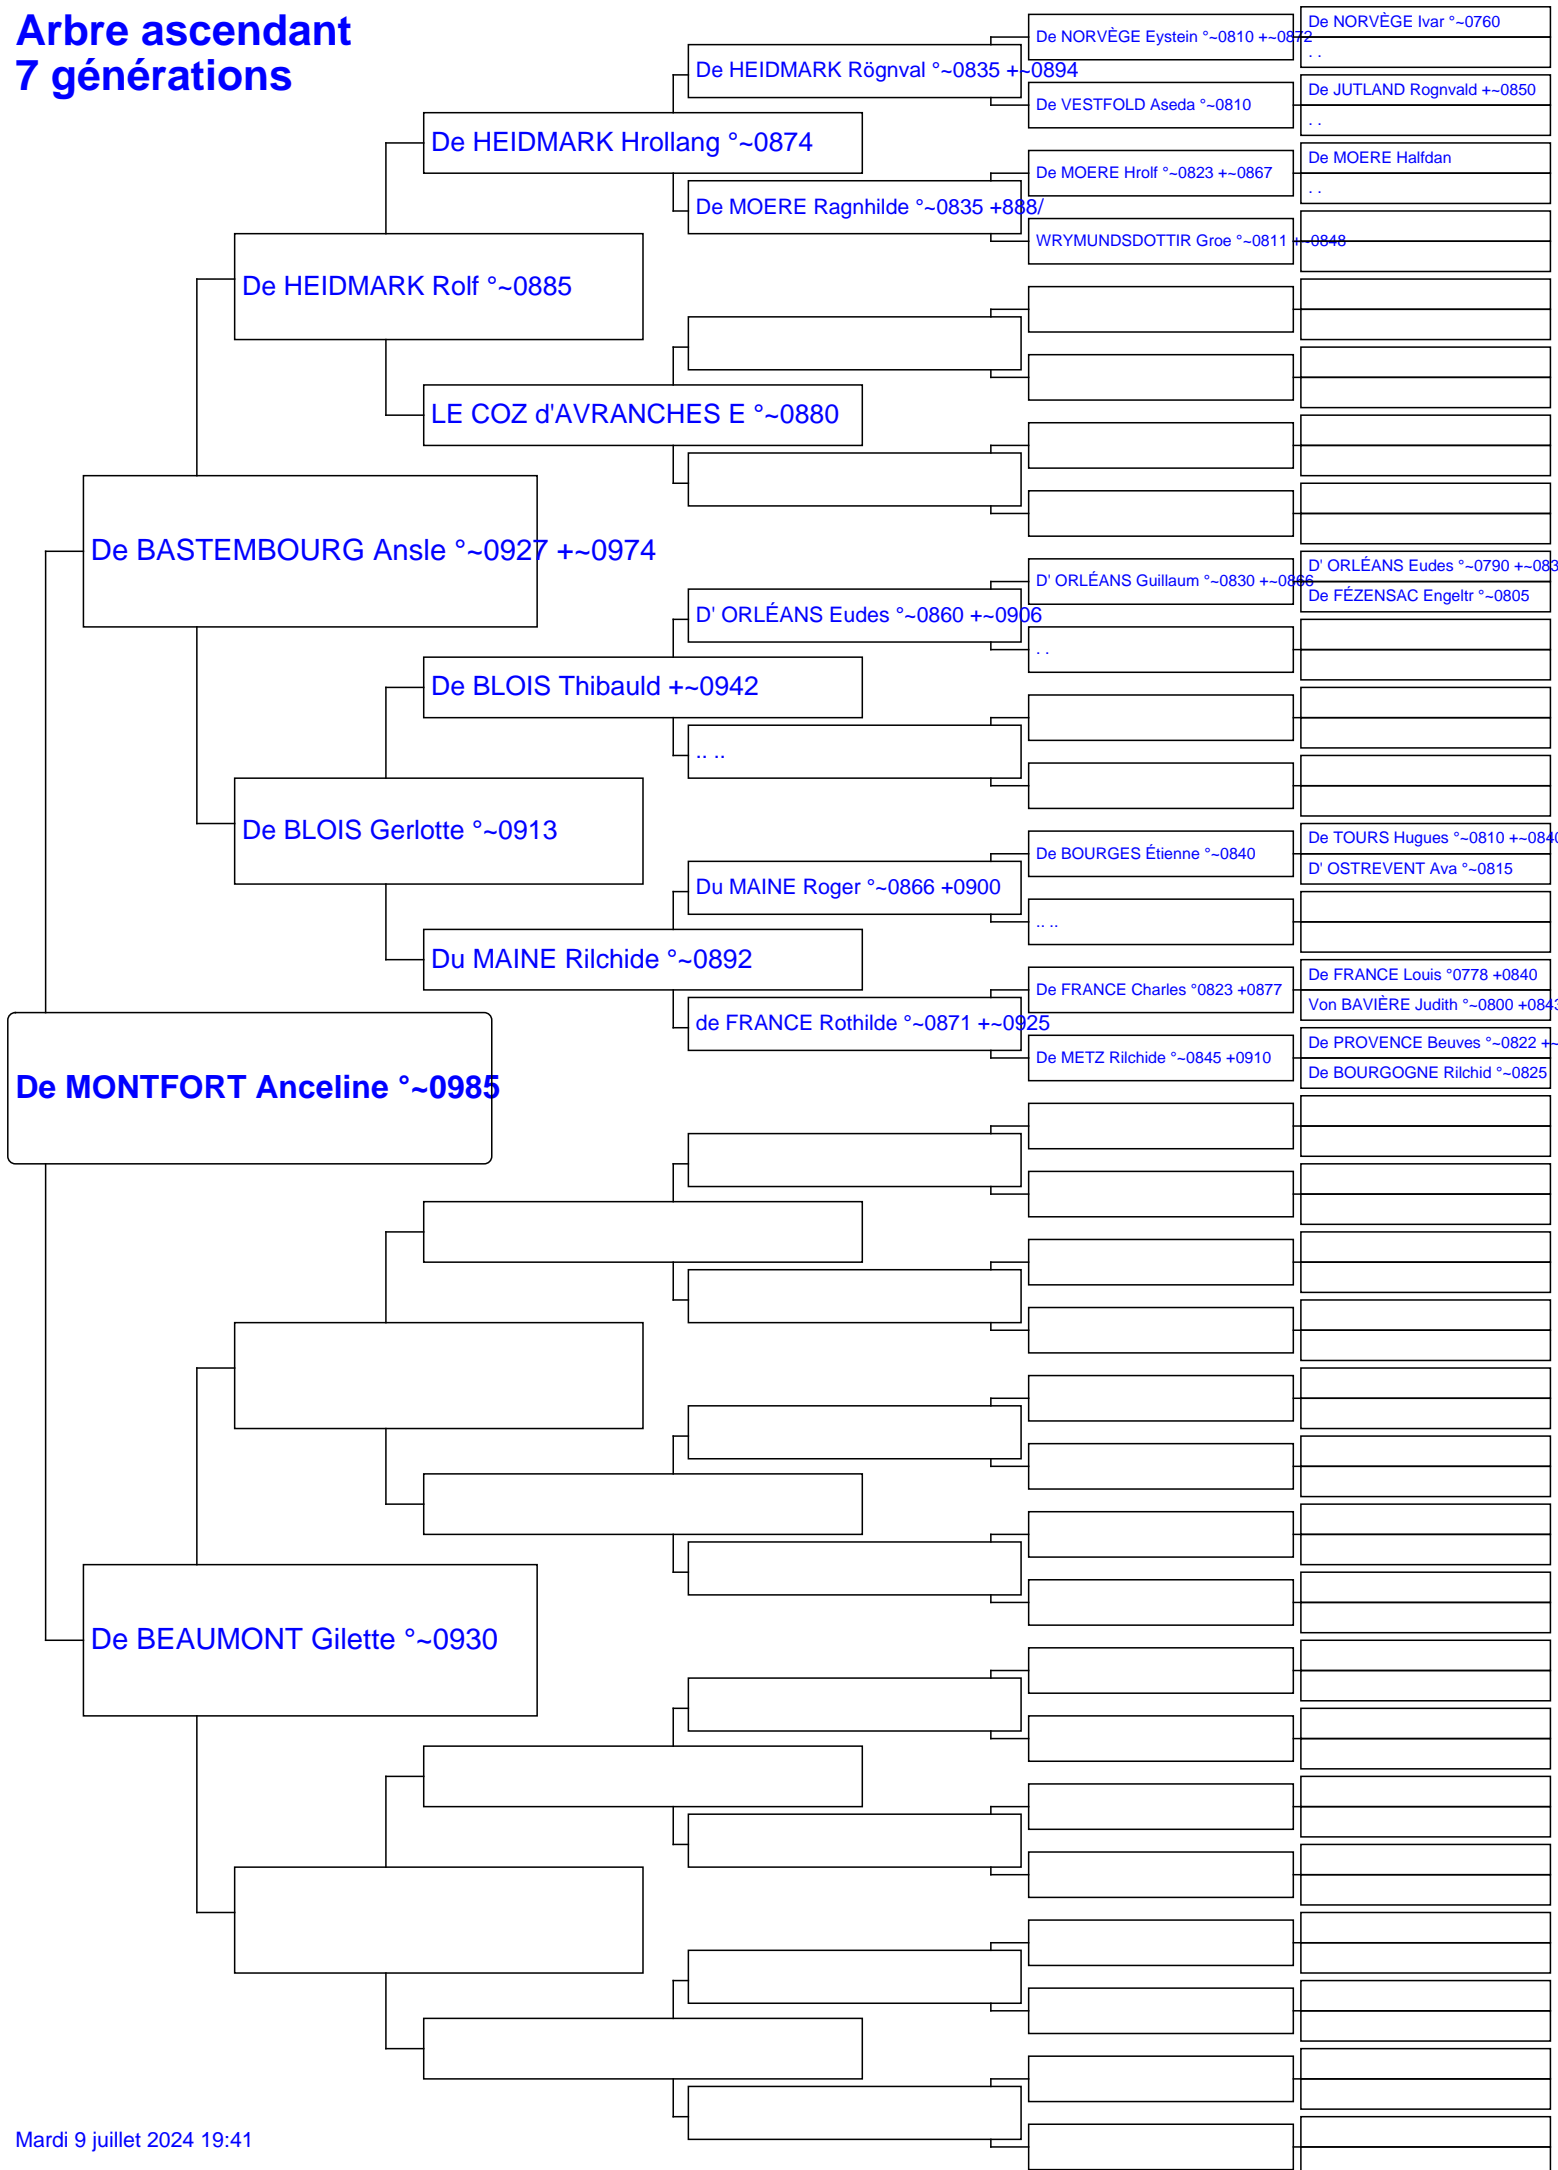 Arbre ascendant
7 générations
De NORVÈGE Ivar °~0760
De NORVÈGE Eystein °~0810 +~0872
. .
De HEIDMARK Rögnval °~0835 +~0894
De JUTLAND Rognvald +~0850
De VESTFOLD Aseda °~0810
. .
De HEIDMARK Hrollang °~0874
De MOERE Halfdan
De MOERE Hrolf °~0823 +~0867
. .
De MOERE Ragnhilde °~0835 +888/
WRYMUNDSDOTTIR Groe °~0811 +~0848
De HEIDMARK Rolf °~0885
LE COZ d'AVRANCHES E °~0880
De BASTEMBOURG Ansle °~0927 +~0974
D' ORLÉANS Eudes °~0790 +~083
D' ORLÉANS Guillaum °~0830 +~0866
De FÉZENSAC Engeltr °~0805
D' ORLÉANS Eudes °~0860 +~0906
. .
De BLOIS Thibauld +~0942
.. ..
De BLOIS Gerlotte °~0913
De TOURS Hugues °~0810 +~0840
De BOURGES Étienne °~0840
D' OSTREVENT Ava °~0815
Du MAINE Roger °~0866 +0900
.. ..
Du MAINE Rilchide °~0892
De FRANCE Louis °0778 +0840
De FRANCE Charles °0823 +0877
Von BAVIÈRE Judith °~0800 +0843
de FRANCE Rothilde °~0871 +~0925
De PROVENCE Beuves °~0822 +~
De METZ Rilchide °~0845 +0910
De BOURGOGNE Rilchid °~0825
De MONTFORT Anceline °~0985
De BEAUMONT Gilette °~0930
Mardi 9 juillet 2024 19:41